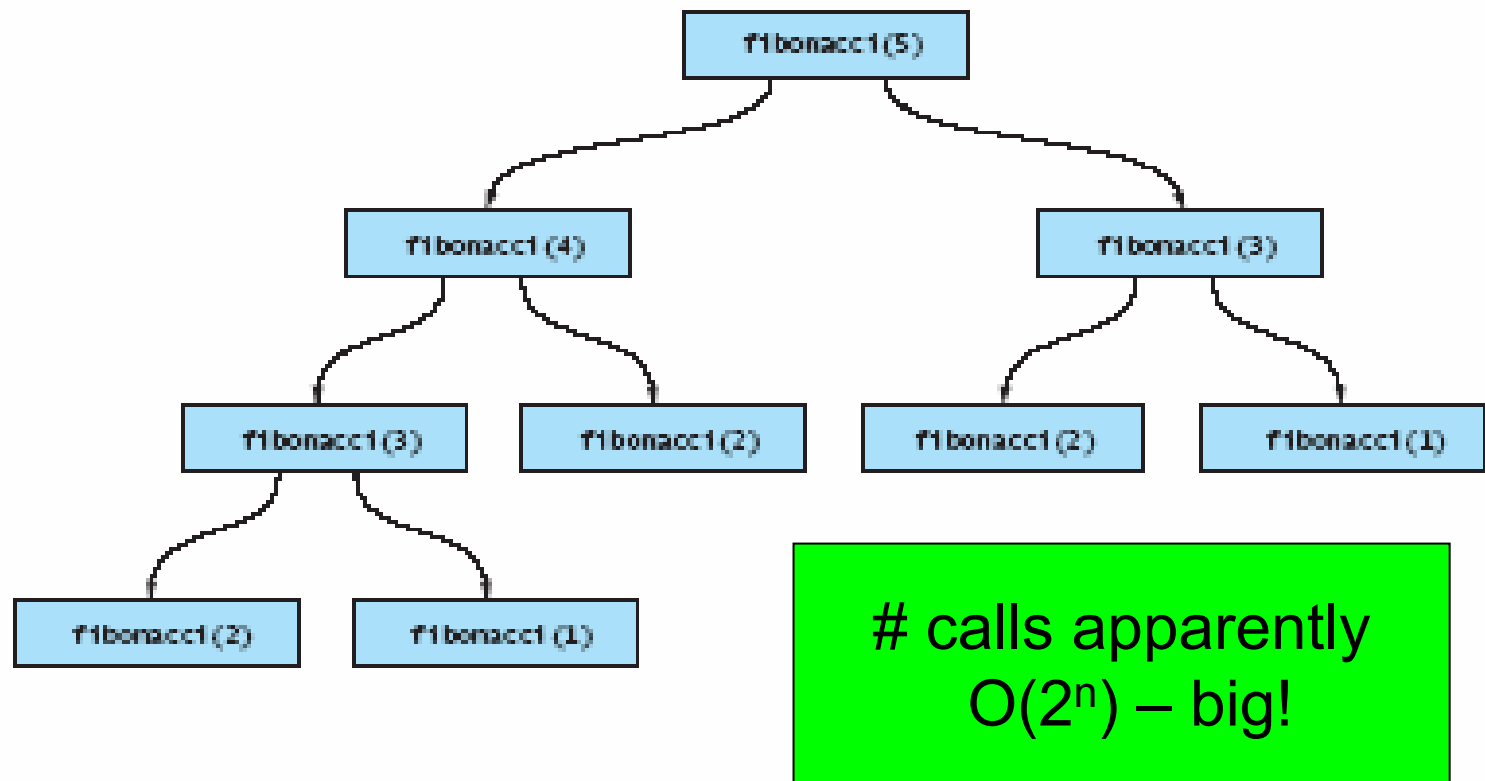 fibonacci(5)
fibonacci(4)
fibonacci(3)
fibonacci(3)
fibonacci(2)
fibonacci(2)
fibonacci(1)
fibonacci(2)
fibonacci(1)
# calls apparently
O(2ⁿ) – big!